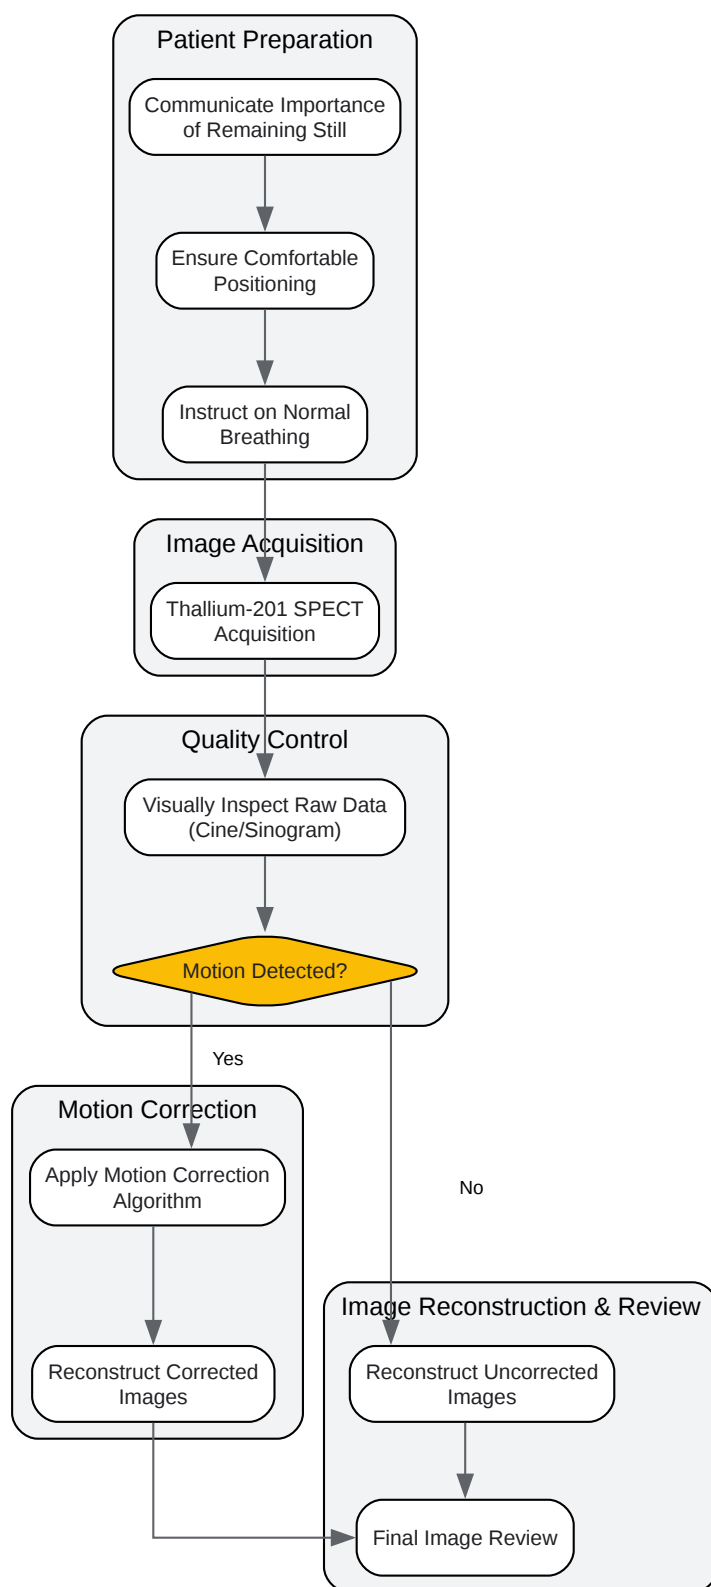 Patient Preparation
Communicate Importance
of Remaining Still
Ensure Comfortable
Positioning
Instruct on Normal
Breathing
Image Acquisition
Thallium-201 SPECT
Acquisition
Quality Control
Visually Inspect Raw Data
(Cine/Sinogram)
Motion Detected?
Yes
Motion Correction
Apply Motion Correction
Algorithm
No
Image Reconstruction & Review
Reconstruct Corrected
Images
Reconstruct Uncorrected
Images
Final Image Review